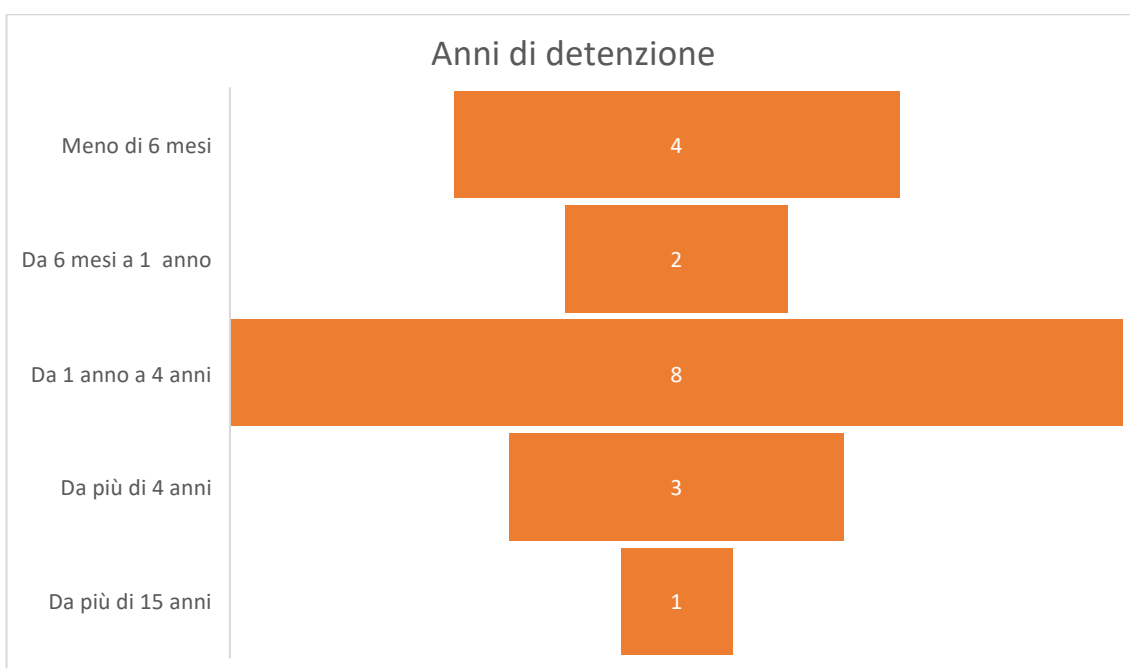 Anni di detenzione
Meno di 6 mesi
4
Da 6 mesi a 1  anno
2
Da 1 anno a 4 anni
8
Da più di 4 anni
3
Da più di 15 anni
1